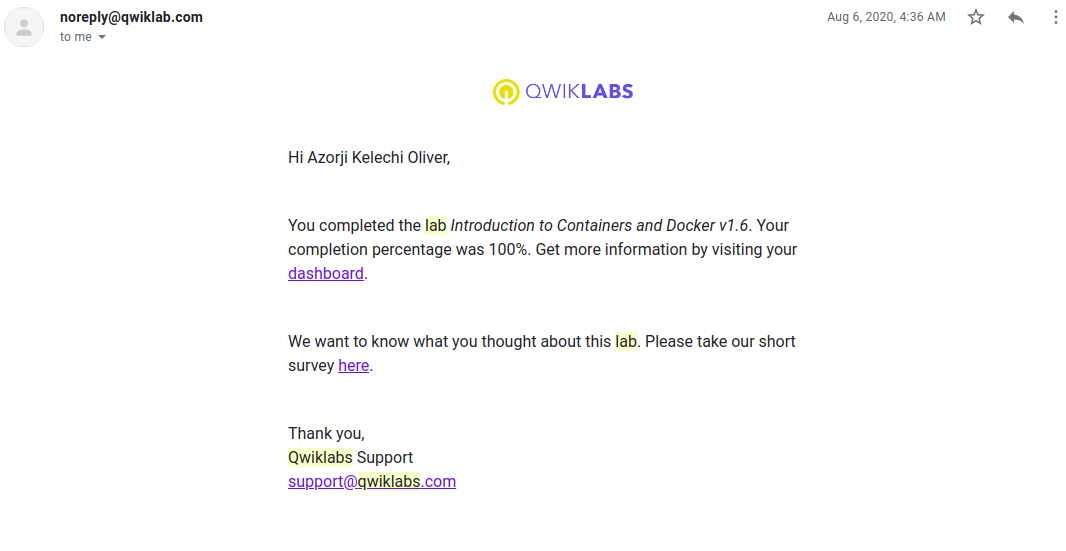 noreply@qwiklab.com
Aug 6, 2020, 4:36 AM
to me
QWIKLABS
Hi Azorji Kelechi Oliver,
You completed the lab Introduction to Containers and Docker v1.6. Your
completion percentage was 100%. Get more information by visiting your
dashboard.
We want to know what you thought about this lab. Please take our short
survey here.
Thank you,
Qwiklabs Support
support@qwiklabs.com